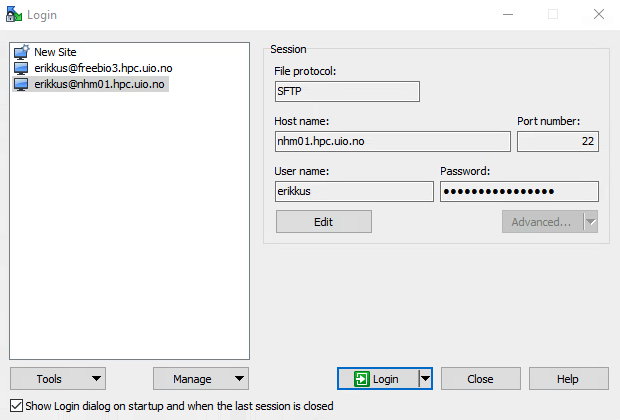 Login
New Site
erikkus@freebio3.hpc.uio.no
erikkus@nhm01.hpc.uio.no
Session
File protocol:
SFTP
Host name:
Port number:
nhm01.hpc.uio.no
22
User name:
Password:
erikkus
••••••••••••••••
Edit
Advanced...
Tools
Manage
Login
Close
Help
Show Login dialog on startup and when the last session is closed